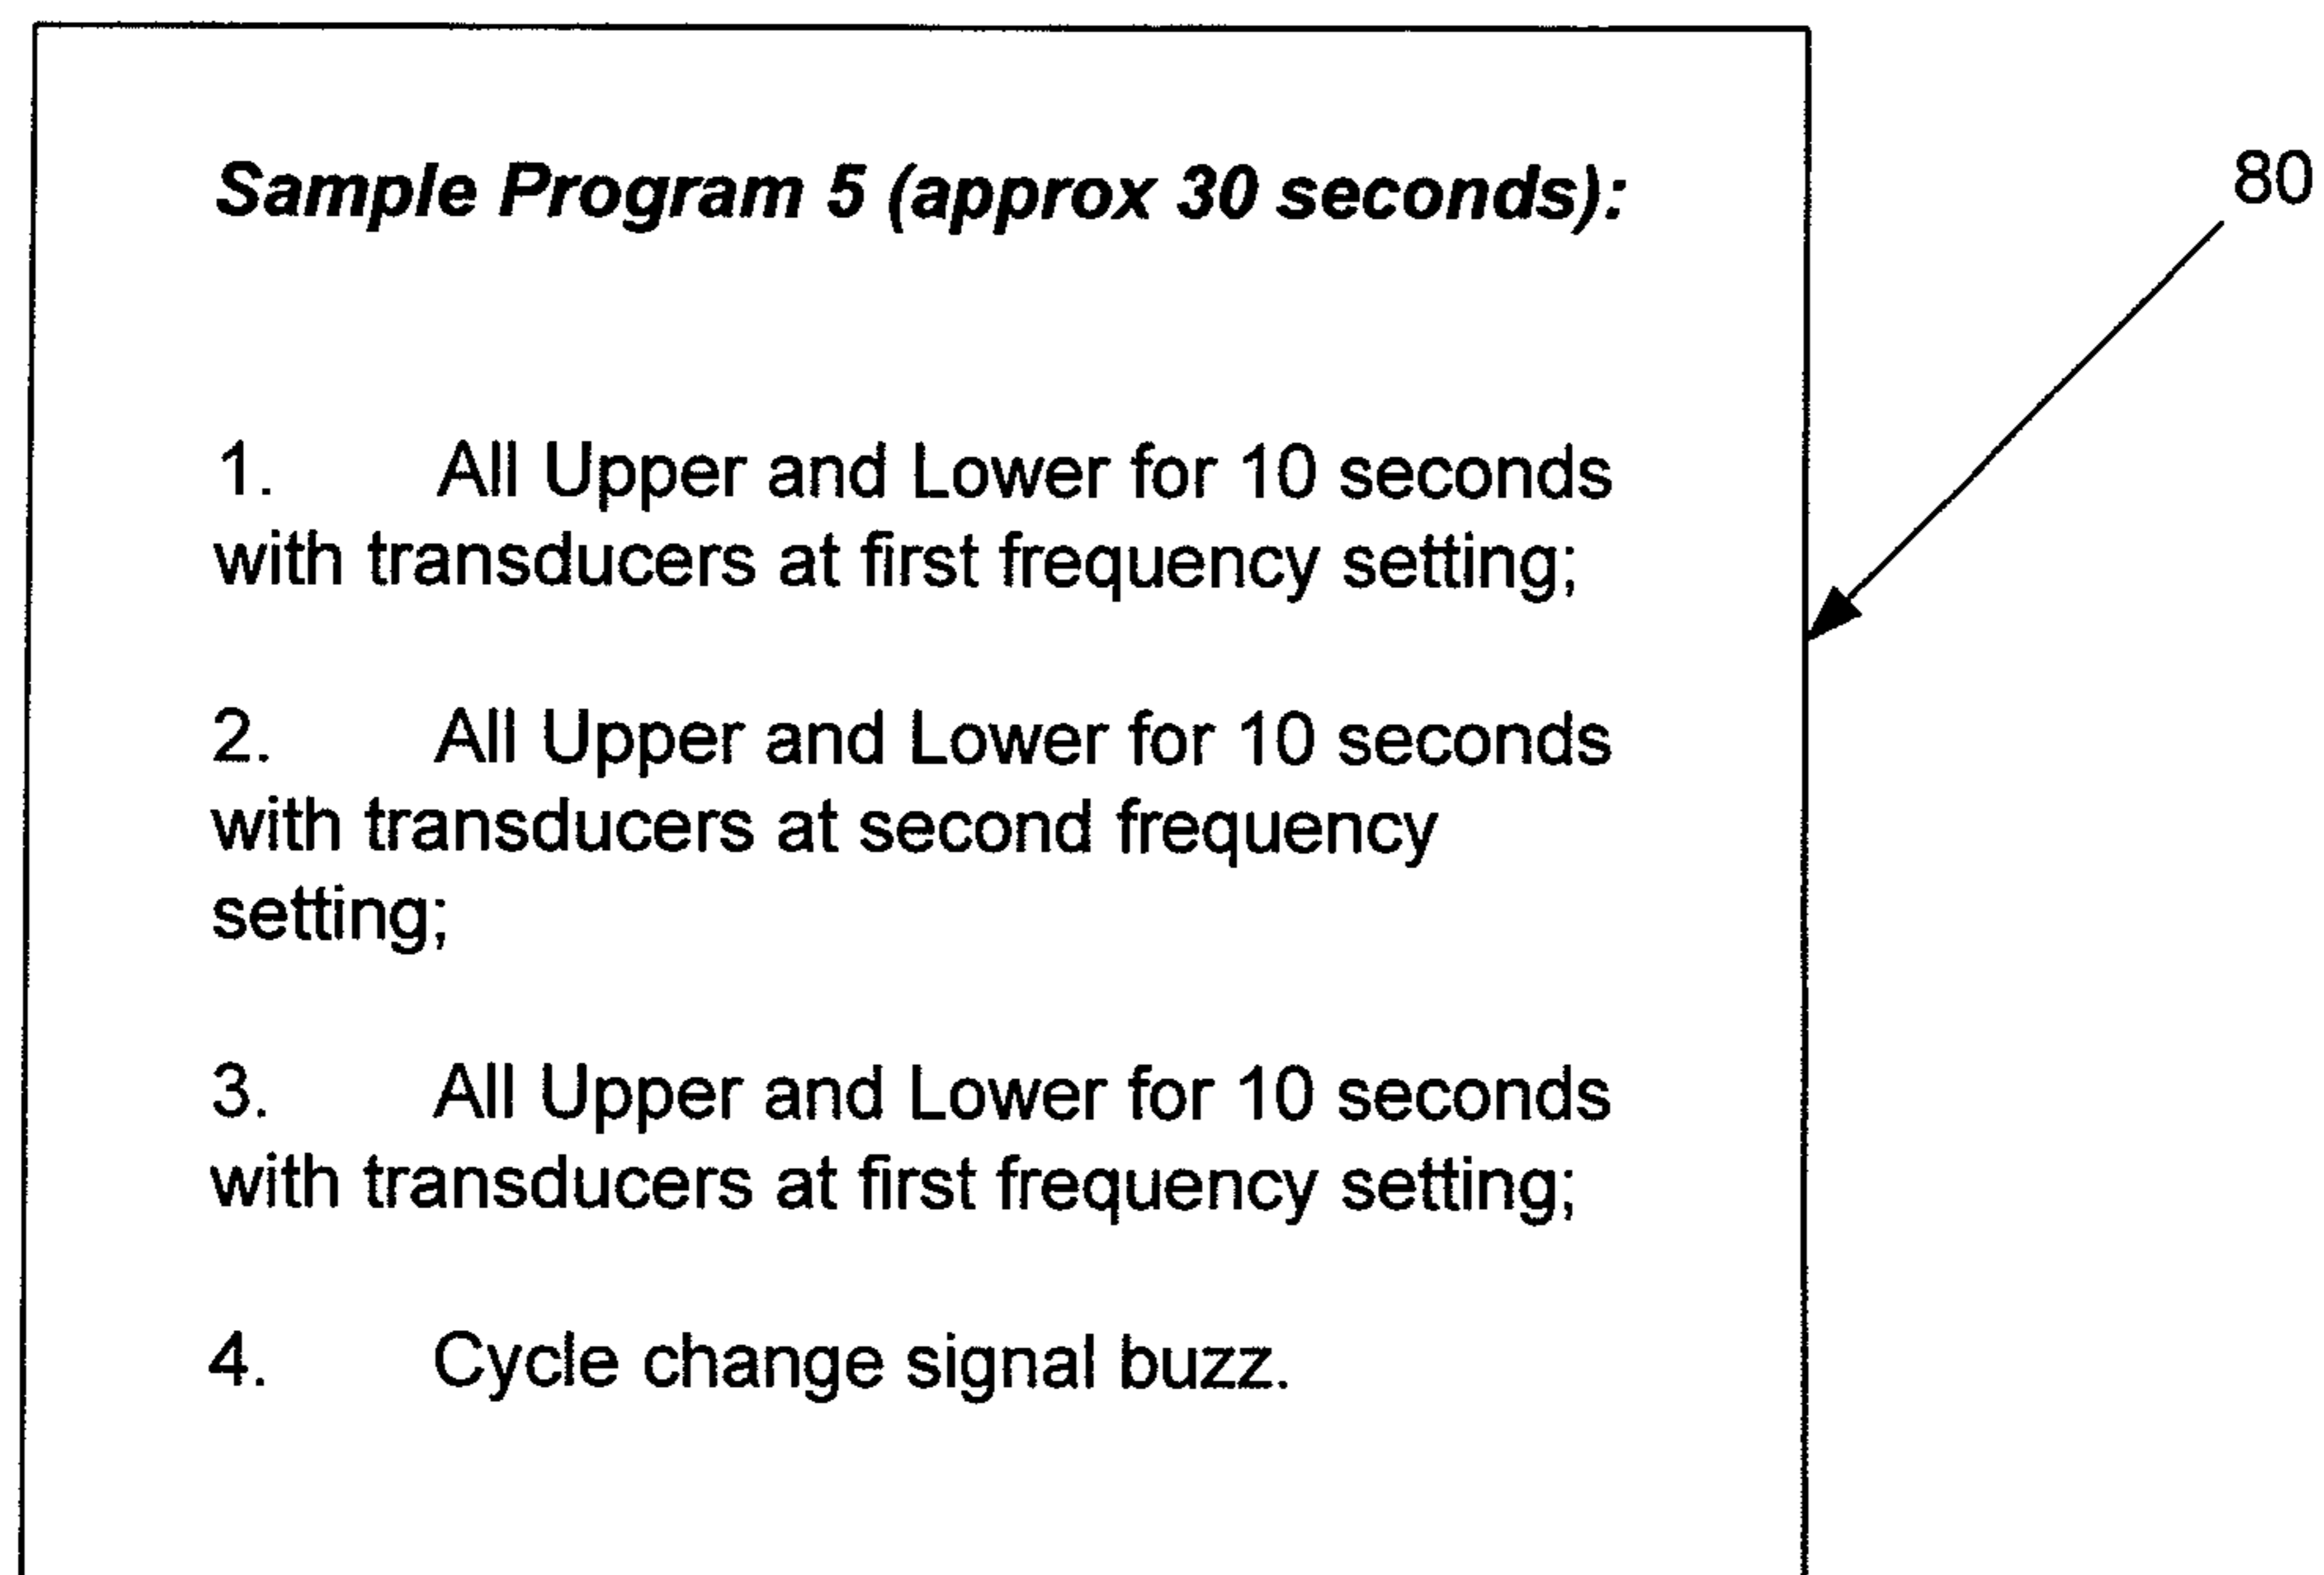 Sample Program 5 (approx 30 seconds):
80
1. All Upper and Lower for 10 seconds
with transducers at first frequency setting;
2. All Upper and Lower for 10 seconds
with transducers at second frequency
setting;
3. All Upper and Lower for 10 seconds
with transducers at first frequency setting;
4. Cycle change signal buzz.